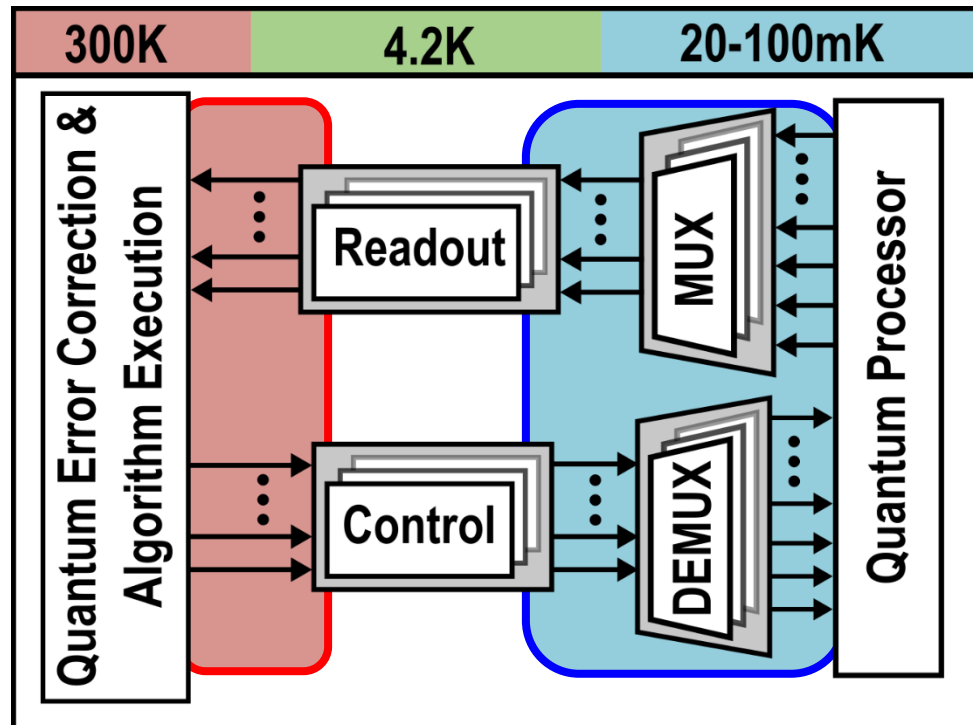 300K
4.2K
20-100mK
Quantum Error Correction &
Algorithm Execution
Readout
MUX
Control
DEMUX
Quantum Processor